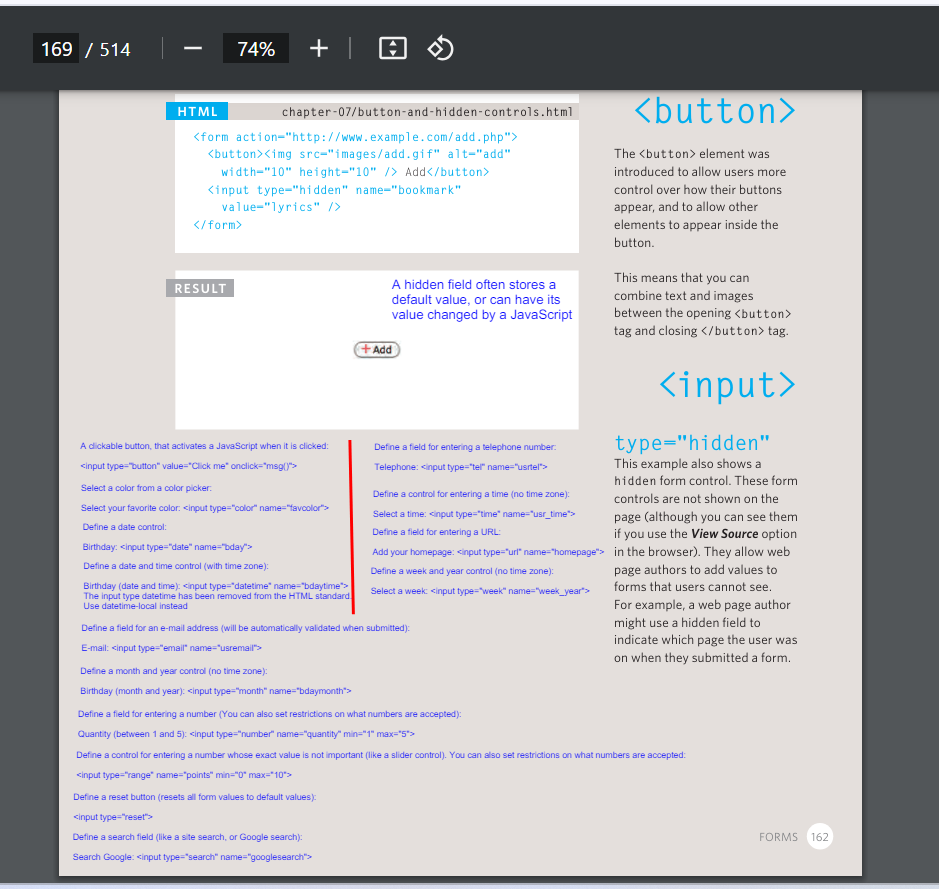 169 / 514
74%
HTML
chapter-07/button-and-hidden-controls.html
<form action="http://www.example.com/add.php">
<button><img src="images/add.gif" alt="add"
width="10" height="10" /> Add</button>
<input type="hidden" name="bookmark"
value="lyrics" />
</form>
RESULT
A hidden field often stores a
default value, or can have its
value changed by a JavaScript
Add
A clickable button, that activates a JavaScript when it is clicked:
<input type="button" value="Click me" onclick="msg()">
Select a color from a color picker:
Select your favorite color: <input type="color" name="favcolor">
Define a date control:
Birthday: <input type="date" name="bday">
Define a date and time control (with time zone):
Birthday (date and time): <input type="datetime" name="bdaytime">
The input type datetime has been removed from the HTML standard.
Use datetime-local instead
Define a field for entering a telephone number:
Telephone: <input type="tel" name="usrtel">
Define a control for entering a time (no time zone):
Select a time: <input type="time" name="usr_time">
Define a field for entering a URL:
Add your homepage: <input type="url" name="homepage">
Define a week and year control (no time zone):
Select a week: <input type="week" name="week_year">
Define a field for an e-mail address (will be automatically validated when submitted):
E-mail: <input type="email" name="usremail">
Define a month and year control (no time zone):
Birthday (month and year): <input type="month" name="bdaymonth">
Define a field for entering a number (You can also set restrictions on what numbers are accepted):
Quantity (between 1 and 5): <input type="number" name="quantity" min="1" max="5">
Define a control for entering a number whose exact value is not important (like a slider control). You can also set restrictions on what numbers are accepted:
<input type="range" name="points" min="0" max="10">
Define a reset button (resets all form values to default values):
<input type="reset">
Define a search field (like a site search, or Google search):
Search Google: <input type="search" name="googlesearch">
<button>
The <button> element was
introduced to allow users more
control over how their buttons
appear, and to allow other
elements to appear inside the
button.
This means that you can
combine text and images
between the opening <button>
tag and closing </button> tag.
<input>
type="hidden"
This example also shows a
hidden form control. These form
controls are not shown on the
page (although you can see them
if you use the View Source option
in the browser). They allow web
page authors to add values to
forms that users cannot see.
For example, a web page author
might use a hidden field to
indicate which page the user was
on when they submitted a form.
FORMS 162